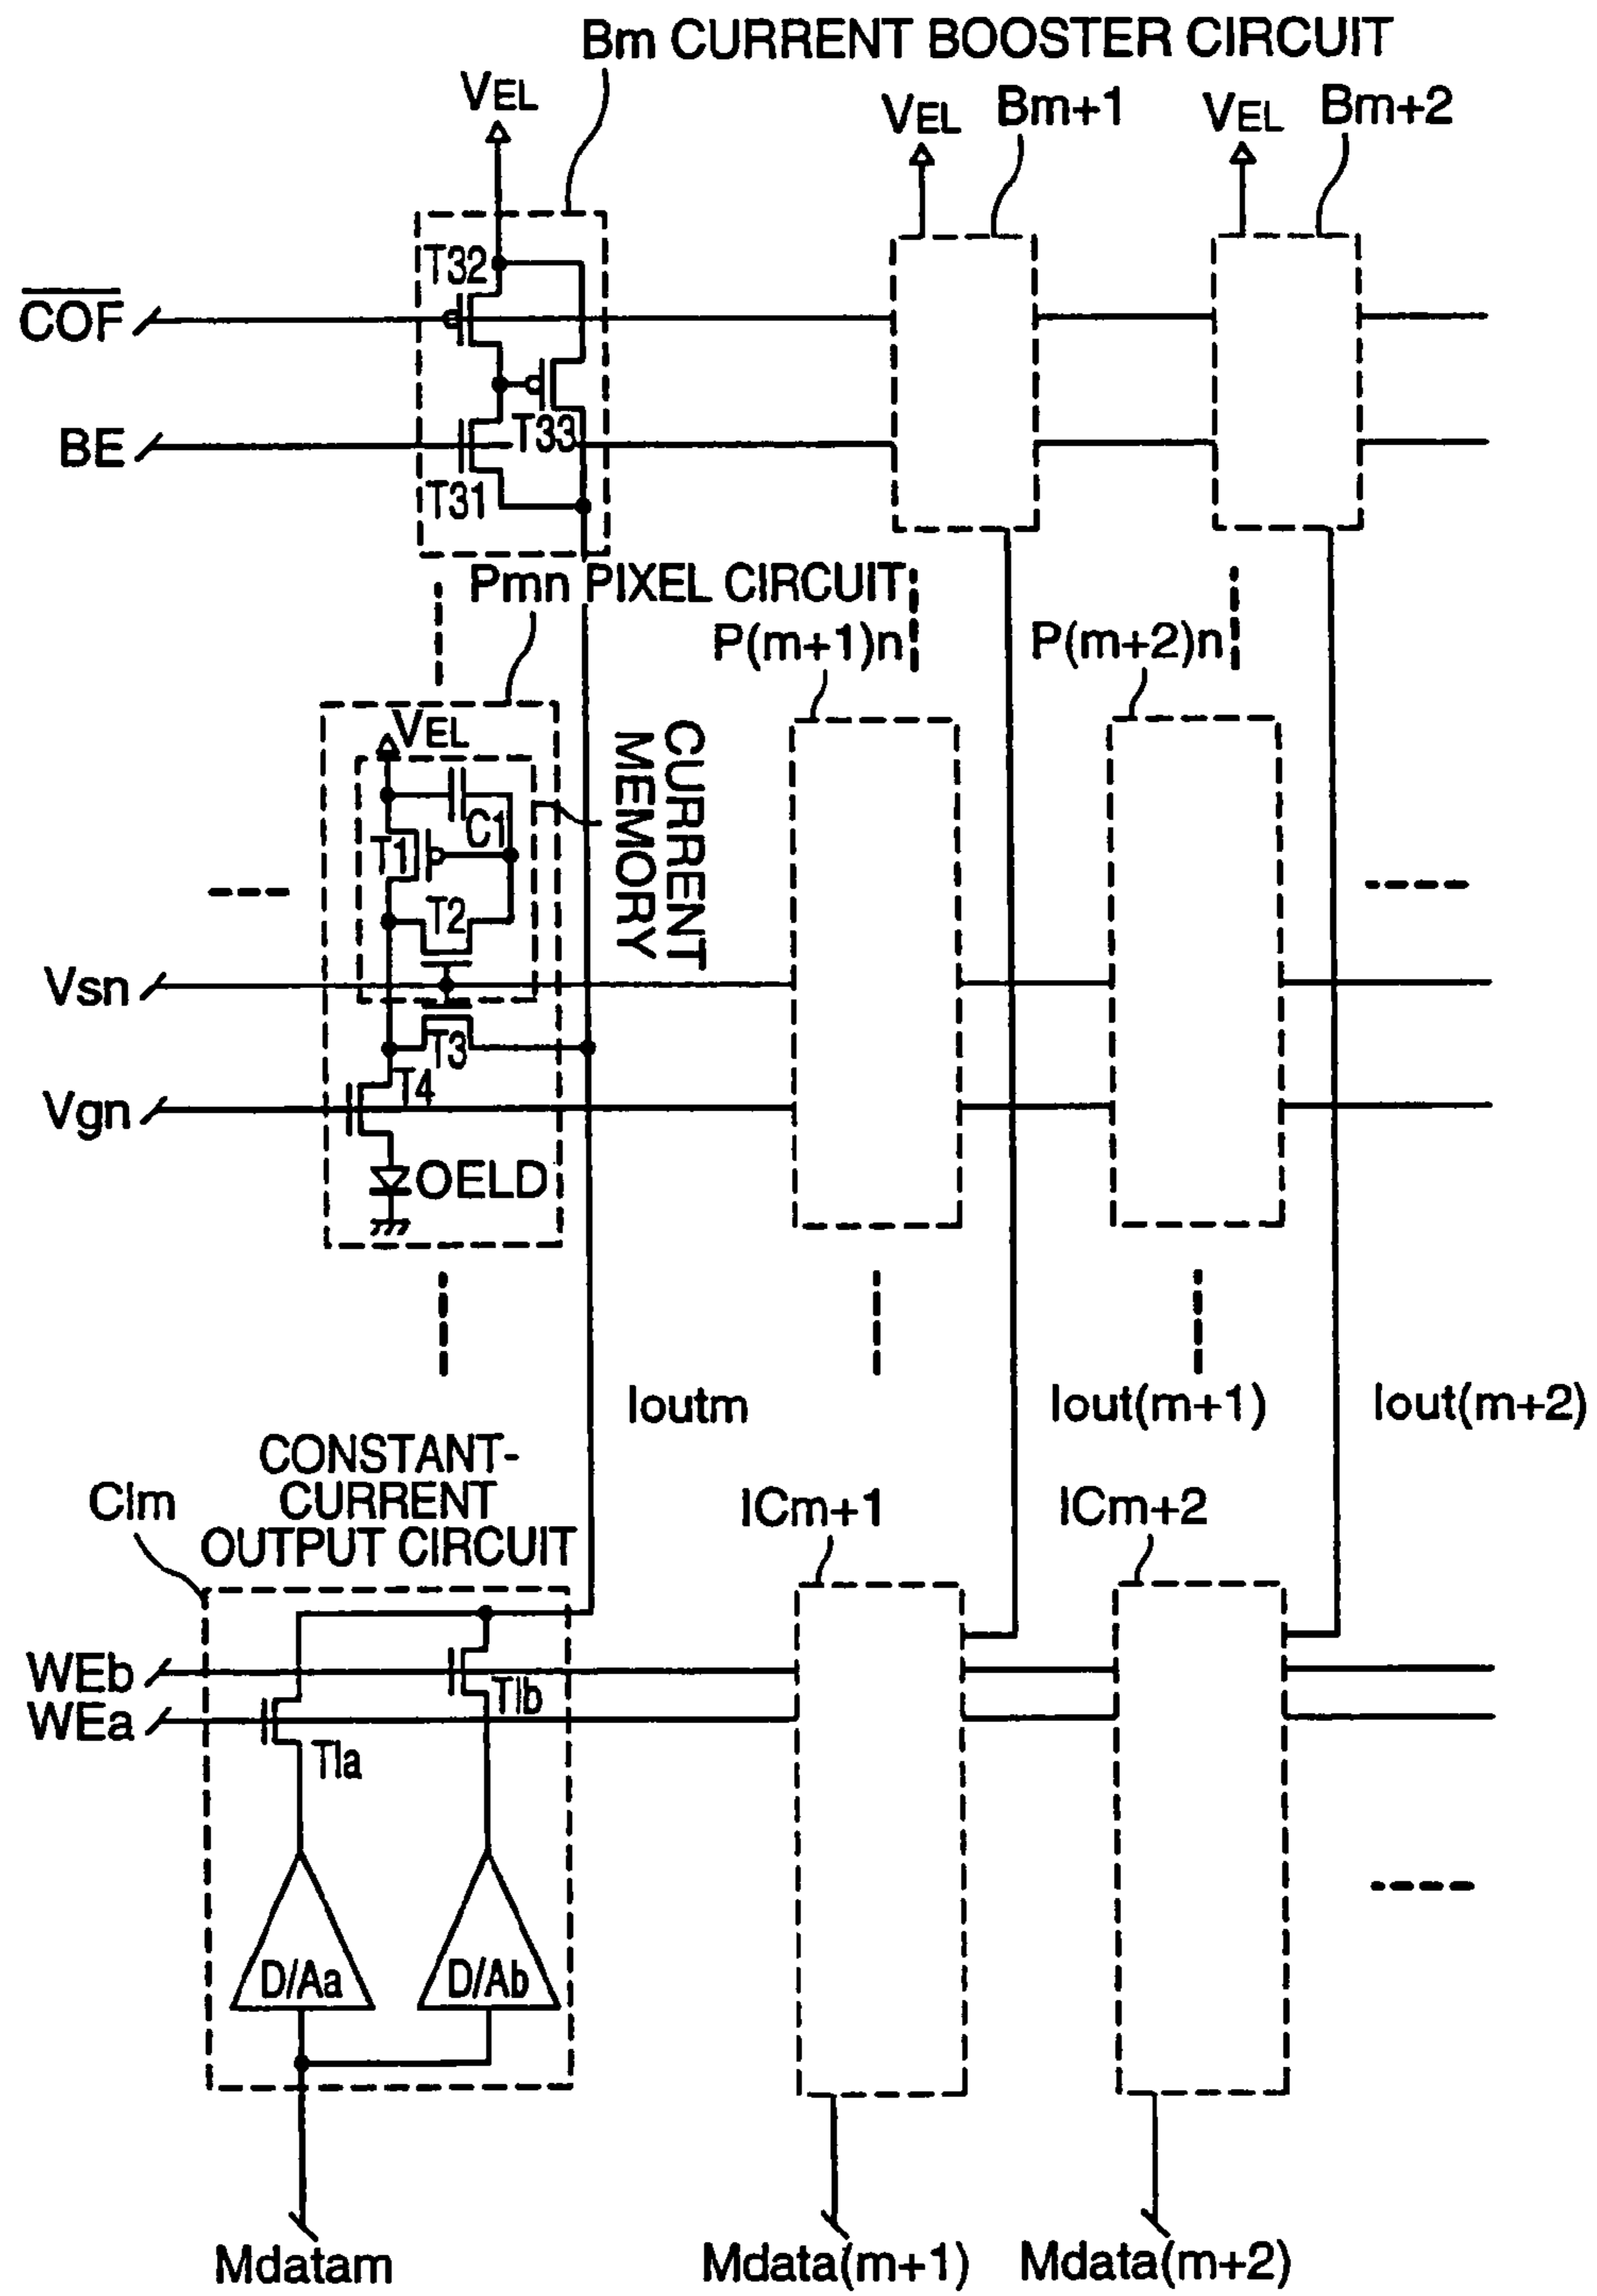 Bm CURRENT BOOSTER CIRCUIT
VEL
VEL
Bm+1
VEL
Bm+2
T32
COF
T33
BE
T31
Pmn PIXEL CIRCUIT
P(m+1)n
P(m+2)n
VEL
CURRENT
MEMORY
C1
T1
T2
Vsn
T3
T4
Vgn
OELD
Ioutm
Iout(m+1)
Iout(m+2)
CONSTANT-
CURRENT
OUTPUT CIRCUIT
CIm
ICm+1
ICm+2
WEb
TIb
WEa
TIa
D/Aa
D/Ab
Mdatam
Mdata(m+1)
Mdata(m+2)